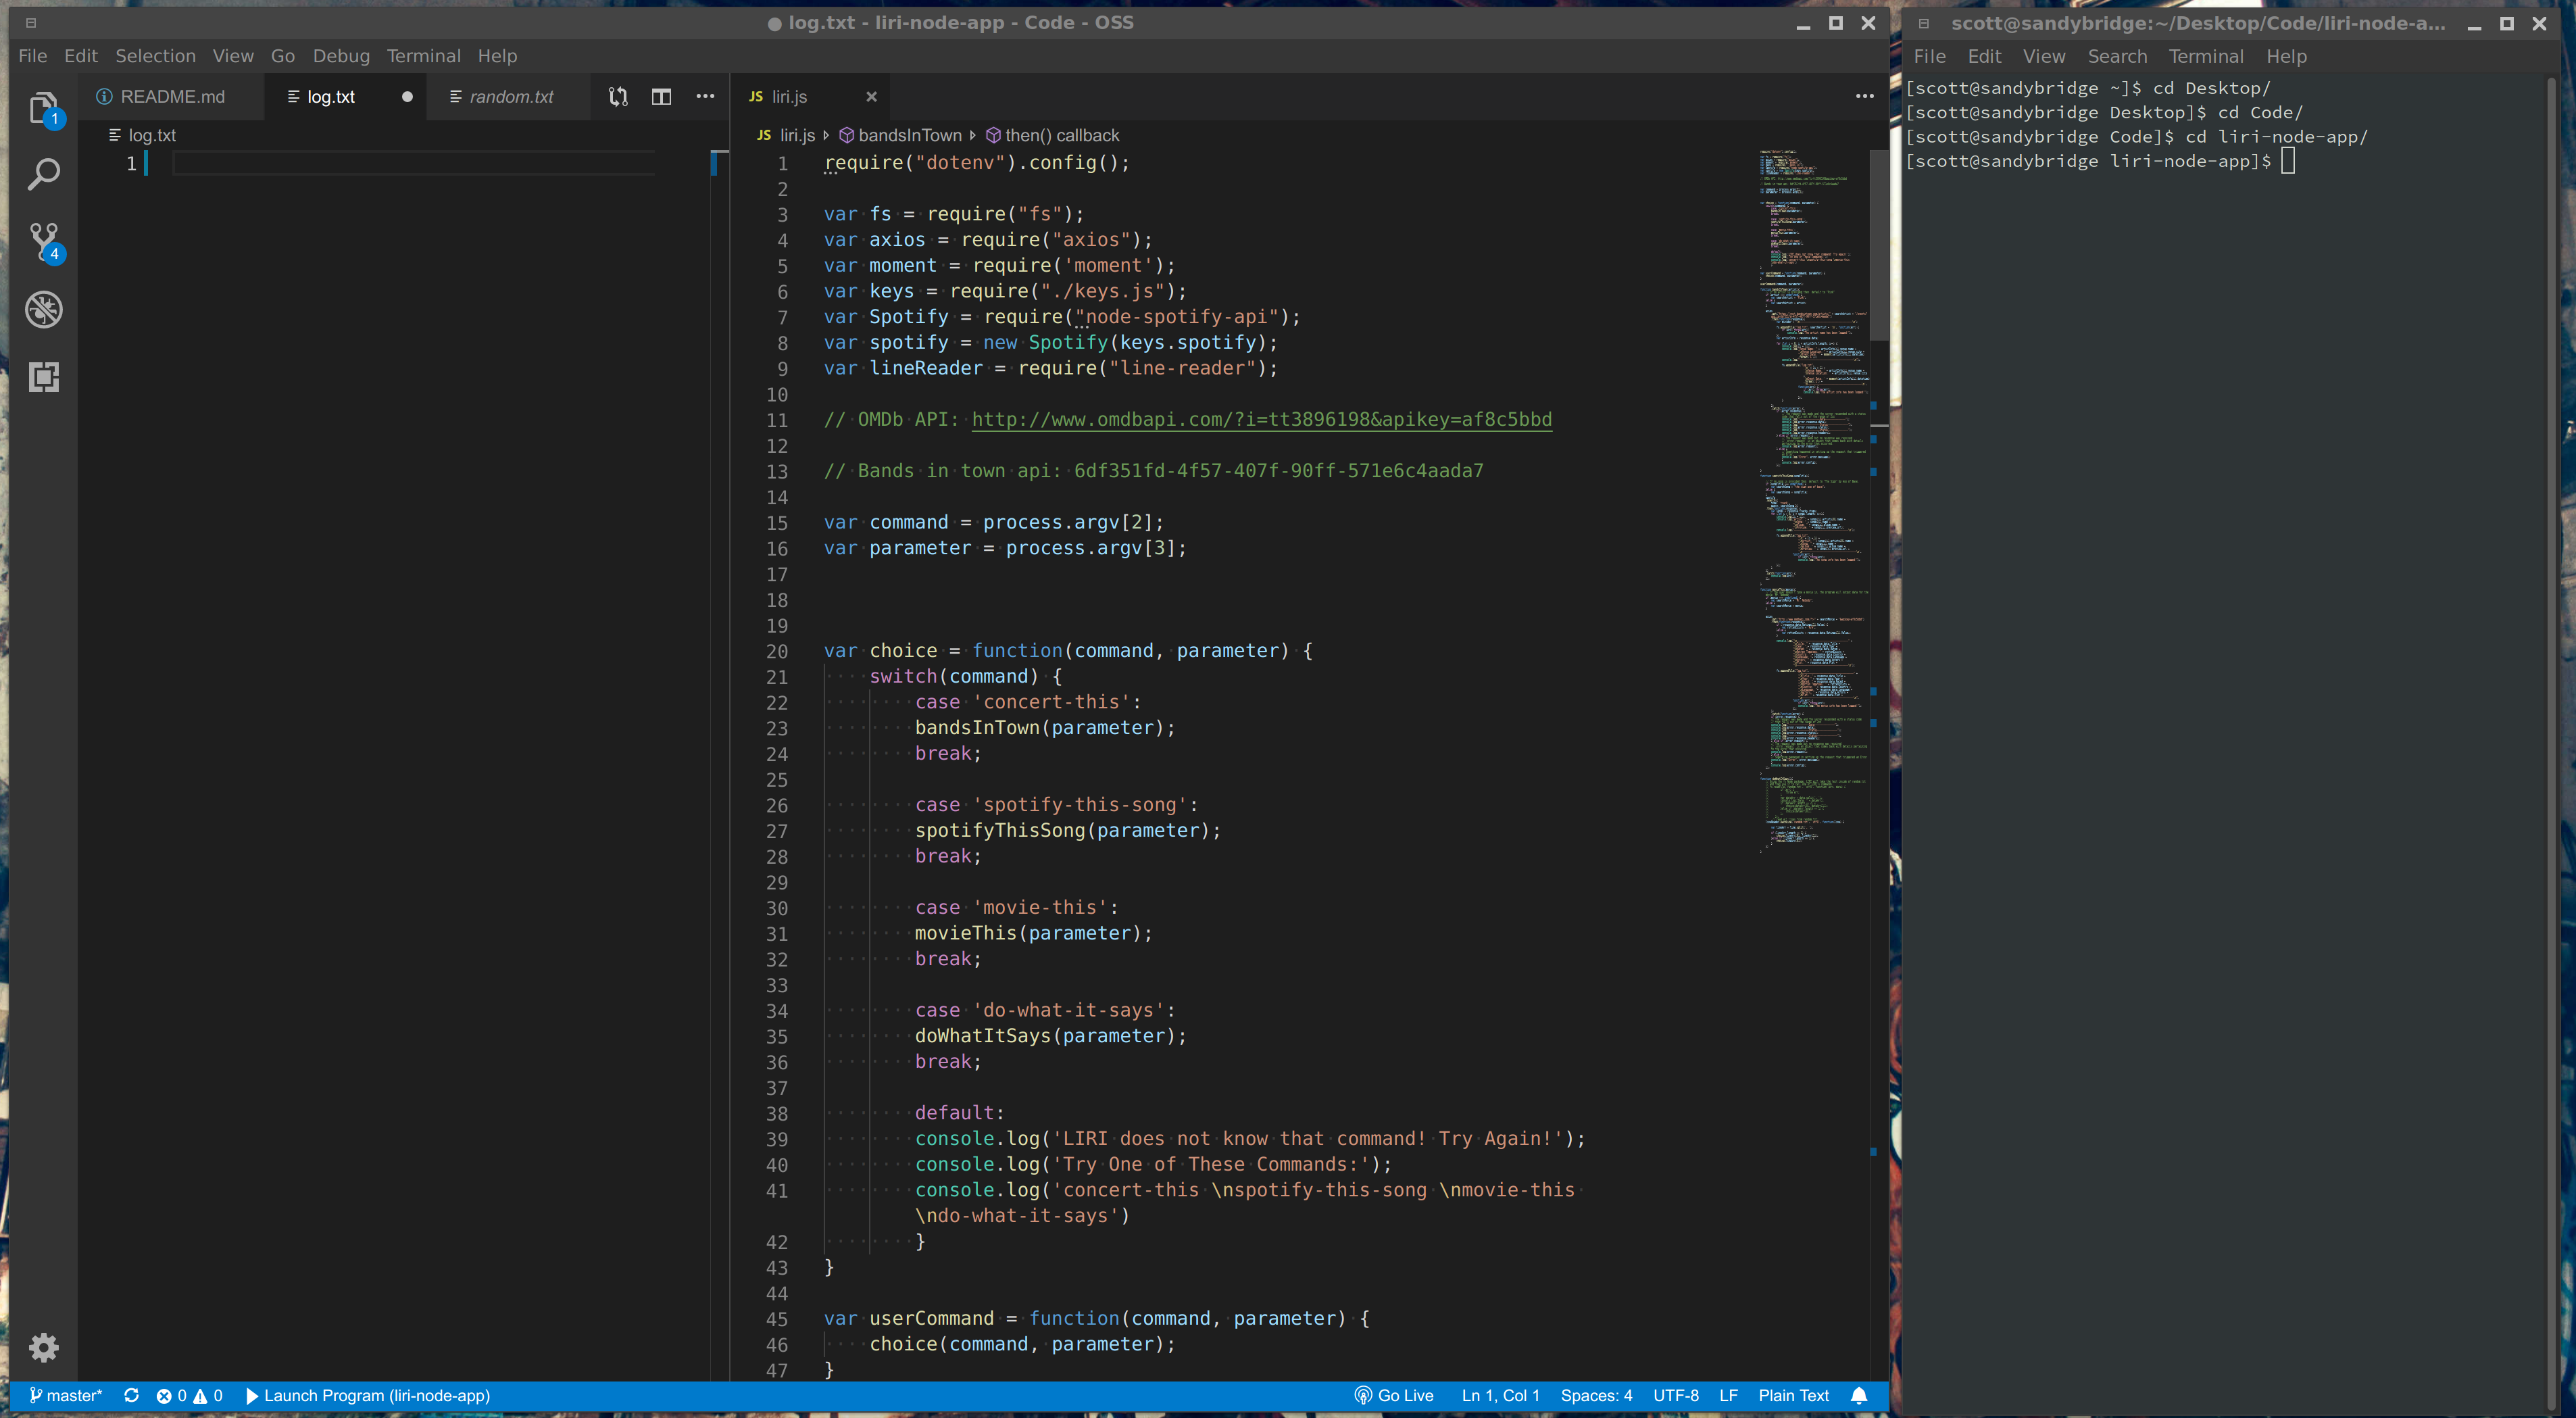 log.txt - liri-node-app - Code - OSS
File Edit Selection View Go Debug Terminal Help
README.md log.txt random.txt
log.txt
1
1
4
JS liri.js
JS liri.js bandsInTown then() callback
1 require("dotenv").config();
2
3 var fs = require("fs");
4 var axios = require("axios");
5 var moment = require('moment');
6 var keys = require("./keys.js");
7 var Spotify = require("node-spotify-api");
8 var spotify = new Spotify(keys.spotify);
9 var lineReader = require("line-reader");
10
11 // OMDb API: http://www.omdbapi.com/?i=tt3896198&apikey=af8c5bbd
12
13 // Bands in town api: 6df351fd-4f57-407f-90ff-571e6c4aada7
14
15 var command = process.argv[2];
16 var parameter = process.argv[3];
17
18
19
20 var choice = function(command, parameter) {
21 switch(command) {
22 case 'concert-this':
23 bandsInTown(parameter);
24 break;
25
26 case 'spotify-this-song':
27 spotifyThisSong(parameter);
28 break;
29
30 case 'movie-this':
31 movieThis(parameter);
32 break;
33
34 case 'do-what-it-says':
35 doWhatItSays(parameter);
36 break;
37
38 default:
39 console.log('LIRI does not know that command! Try Again!');
40 console.log('Try One of These Commands:');
41 console.log('concert-this \nspotify-this-song \nmovie-this
\ndo-what-it-says')
42 }
43 }
44
45 var userCommand = function(command, parameter) {
46 choice(command, parameter);
47 }
master* 0 0 Launch Program (liri-node-app) Go Live Ln 1, Col 1 Spaces: 4 UTF-8 LF Plain Text
scott@sandybridge:~/Desktop/Code/liri-node-a...
File Edit View Search Terminal Help
[scott@sandybridge ~]$ cd Desktop/
[scott@sandybridge Desktop]$ cd Code/
[scott@sandybridge Code]$ cd liri-node-app/
[scott@sandybridge liri-node-app]$